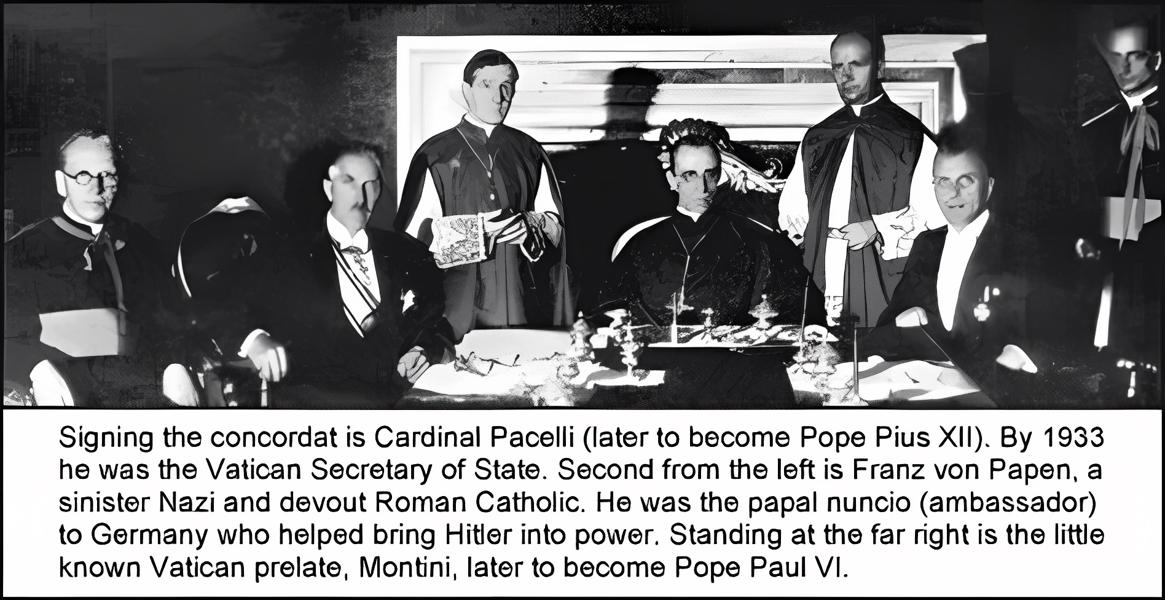 Signing the concordat is Cardinal Pacelli (later to become Pope Pius XII). By 1933
he was the Vatican Secretary of State. Second from the left is Franz von Papen, a
sinister Nazi and devout Roman Catholic. He was the papal nuncio (ambassador)
to Germany who helped bring Hitler into power. Standing at the far right is the little
known Vatican prelate, Montini, later to become Pope Paul VI.